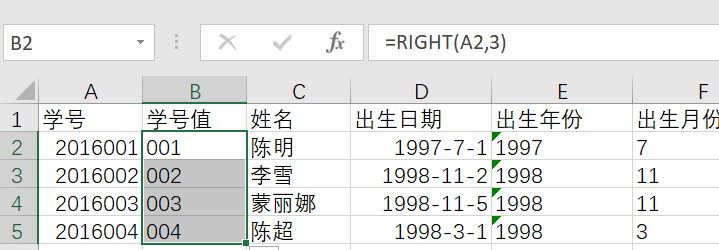 B2 fx =RIGHT(A2,3)
A B C D E F
1 学号 学号值 姓名 出生日期 出生年份 出生月份
2 2016001 001 陈明 1997-7-1 1997 7
3 2016002 002 李雪 1998-11-2 1998 11
4 2016003 003 蒙丽娜 1998-11-5 1998 11
5 2016004 004 陈超 1998-3-1 1998 3